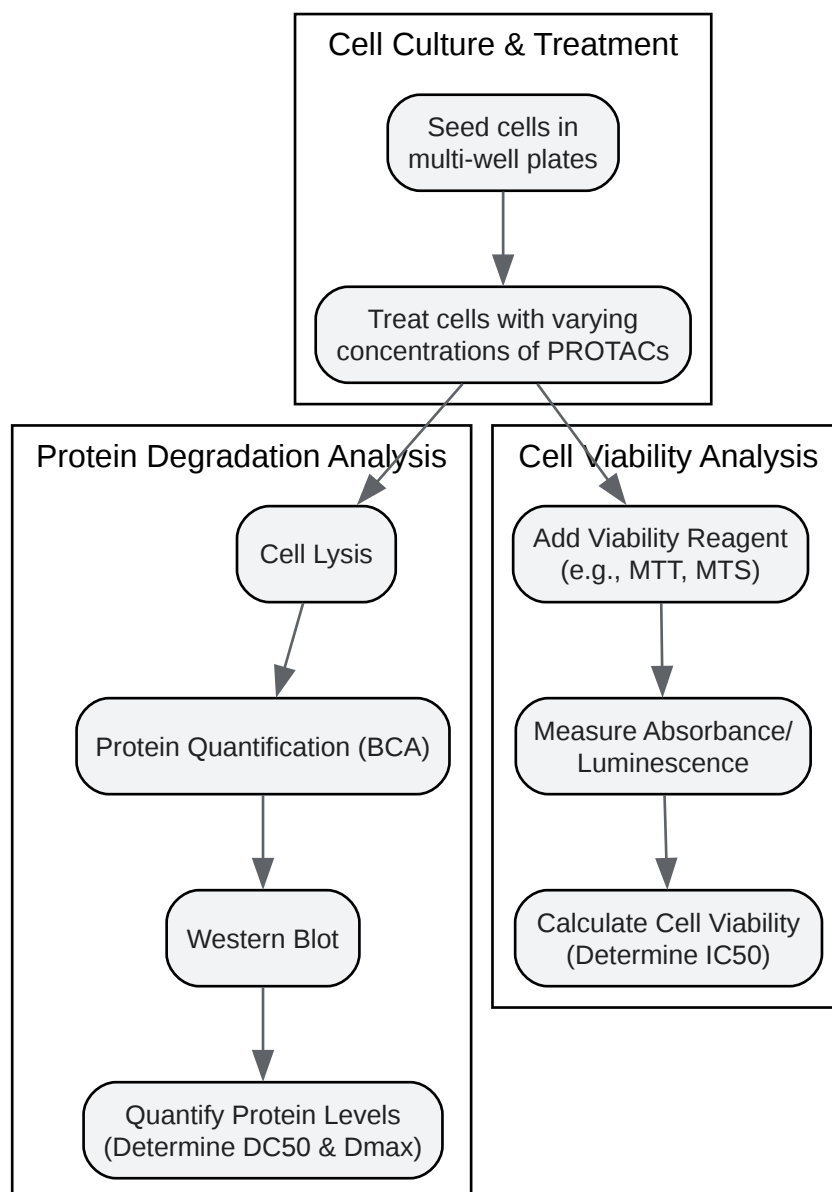 Cell Culture & Treatment
Seed cells in
multi-well plates
Treat cells with varying
concentrations of PROTACs
Protein Degradation Analysis
Cell Lysis
Protein Quantification (BCA)
Western Blot
Quantify Protein Levels
(Determine DC50 & Dmax)
Cell Viability Analysis
Add Viability Reagent
(e.g., MTT, MTS)
Measure Absorbance/
Luminescence
Calculate Cell Viability
(Determine IC50)